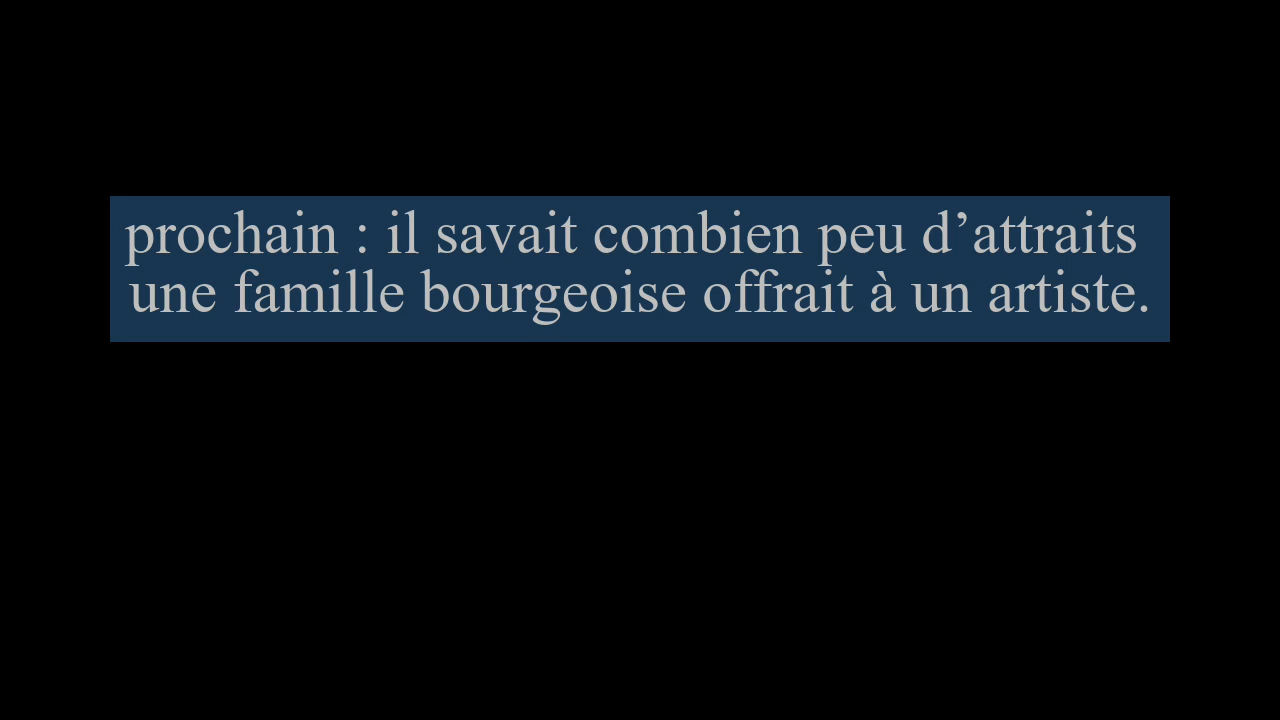 prochain : il savait combien peu d’attraits
une famille bourgeoise offrait à un artiste.